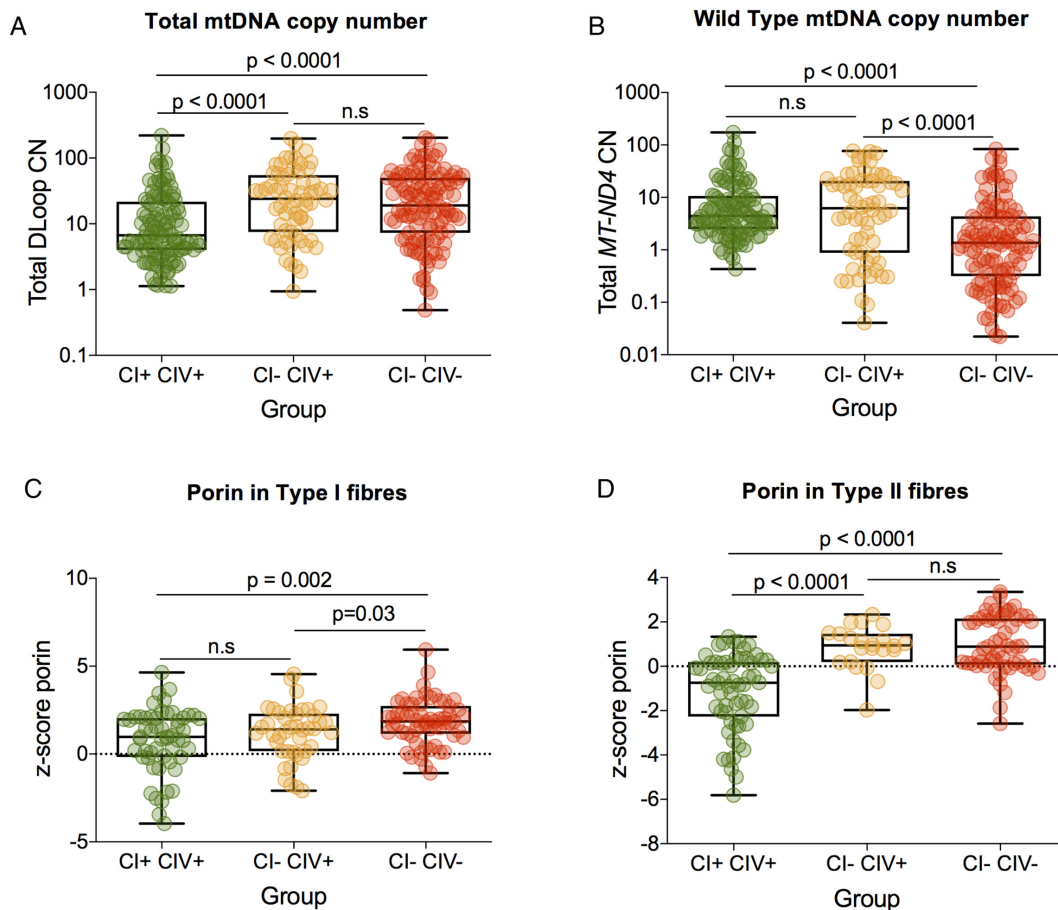 A
Total mtDNA copy number
p < 0.0001
p < 0.0001
n.s
1000
100
10
1
0.1
Total DLoop CN
CI+ CIV+
CI- CIV+
CI- CIV-
Group
B
Wild Type mtDNA copy number
p < 0.0001
n.s
p < 0.0001
1000
100
10
1
0.1
0.01
Total MT-ND4 CN
CI+ CIV+
CI- CIV+
CI- CIV-
Group
C
Porin in Type I fibres
p = 0.002
p=0.03
n.s
10
5
0
-5
z-score porin
CI+ CIV+
CI- CIV+
CI- CIV-
Group
D
Porin in Type II fibres
p < 0.0001
n.s
p < 0.0001
4
2
0
-2
-4
-6
-8
z-score porin
CI+ CIV+
CI- CIV+
CI- CIV-
Group